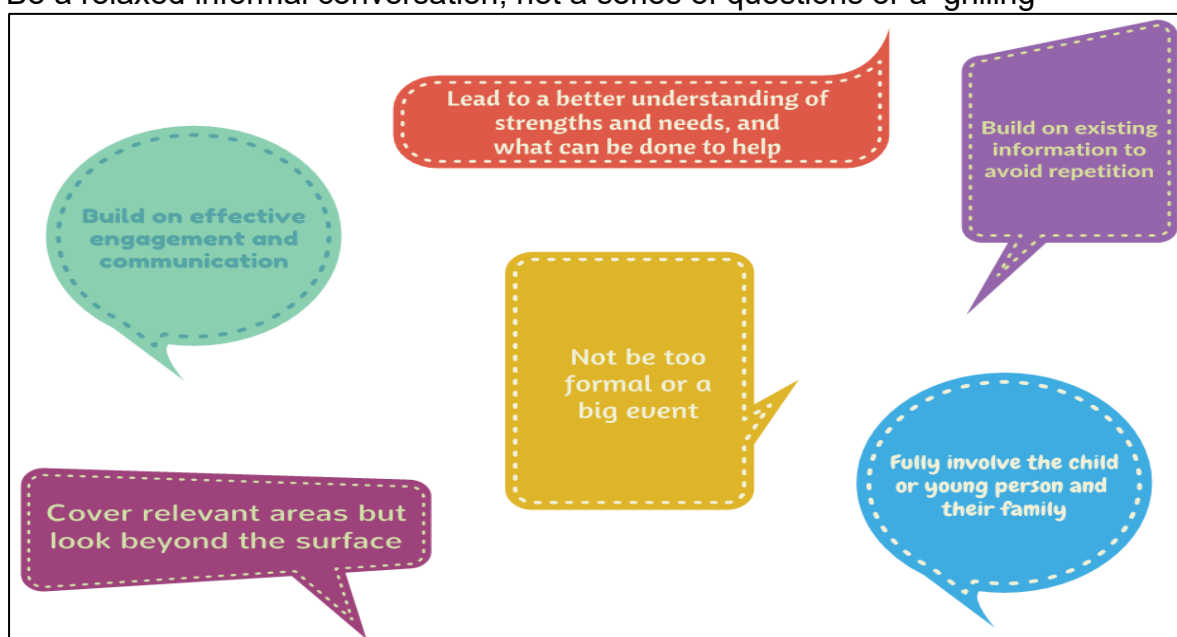 Be a relaxed informal conversation, not a series of questions or a 'grilling'
Lead to a better understanding of
strengths and needs, and
what can be done to help
Build on existing
information to
avoid repetition
Build on effective
engagement and
communication
Not be too
formal or a
big event
Fully involve the child
or young person and
their family
Cover relevant areas but
look beyond the surface